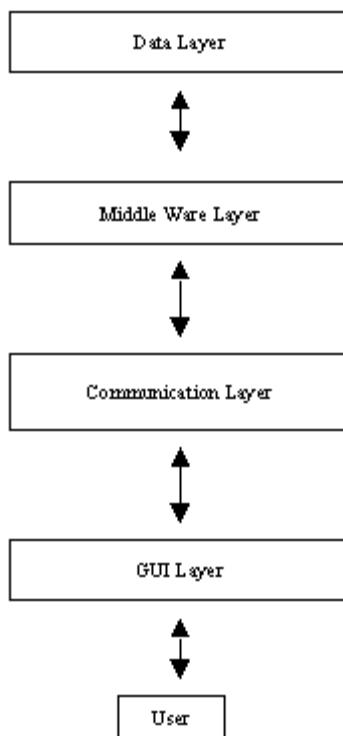 Data Layer
Middle Ware Layer
Communication Layer
GUI Layer
User